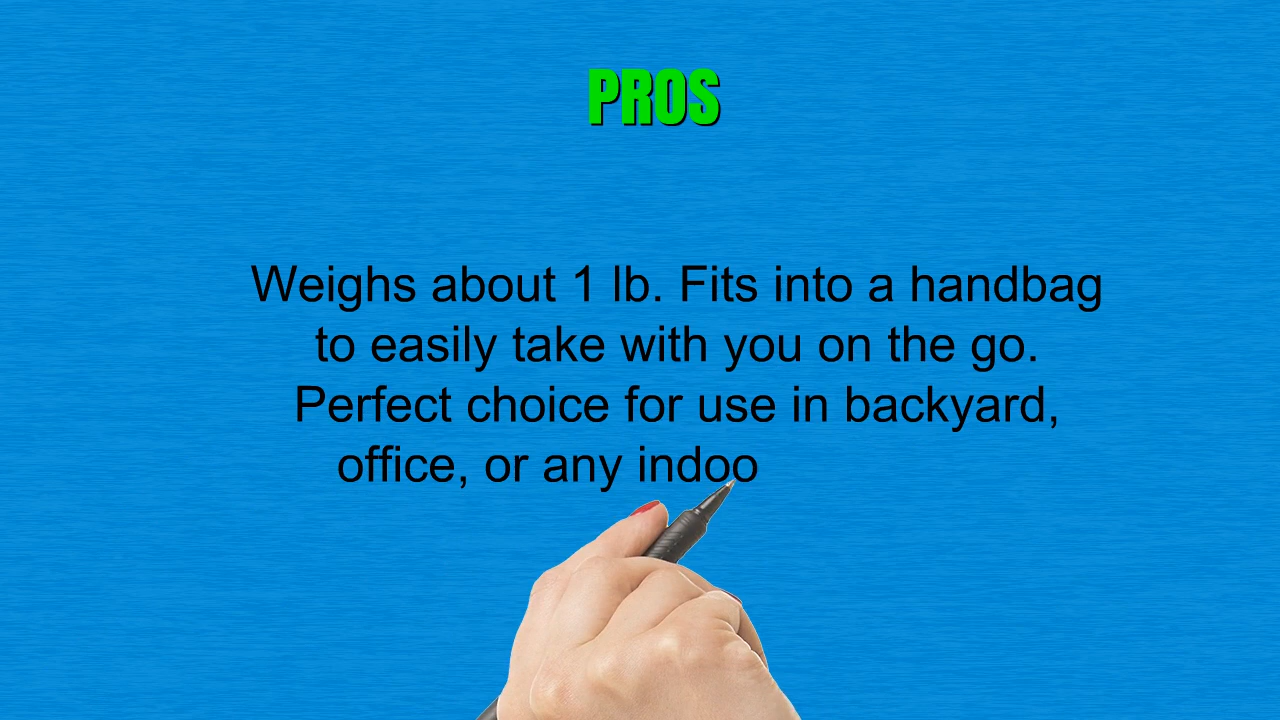 PROS
Weighs about 1 lb. Fits into a handbag
to easily take with you on the go.
Perfect choice for use in backyard,
office, or any indoo